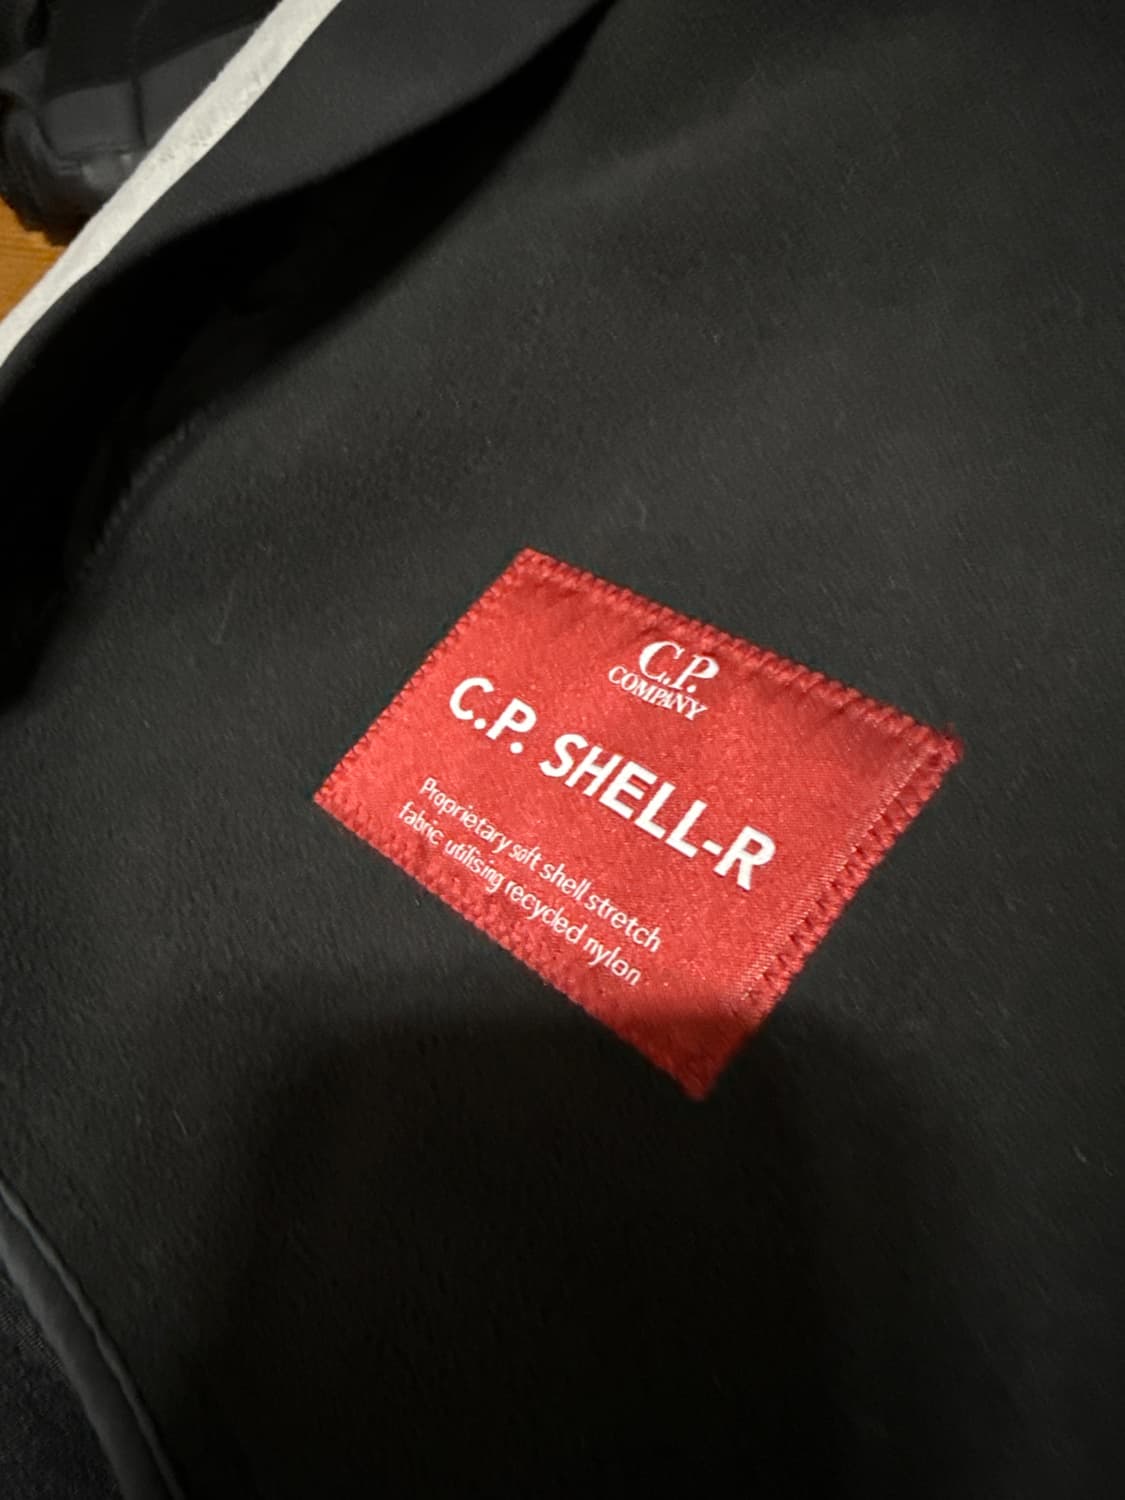 C.P.
COMPANY
C.P. SHELL-R
Proprietary soft shell stretch
fabric utilising recycled nylon